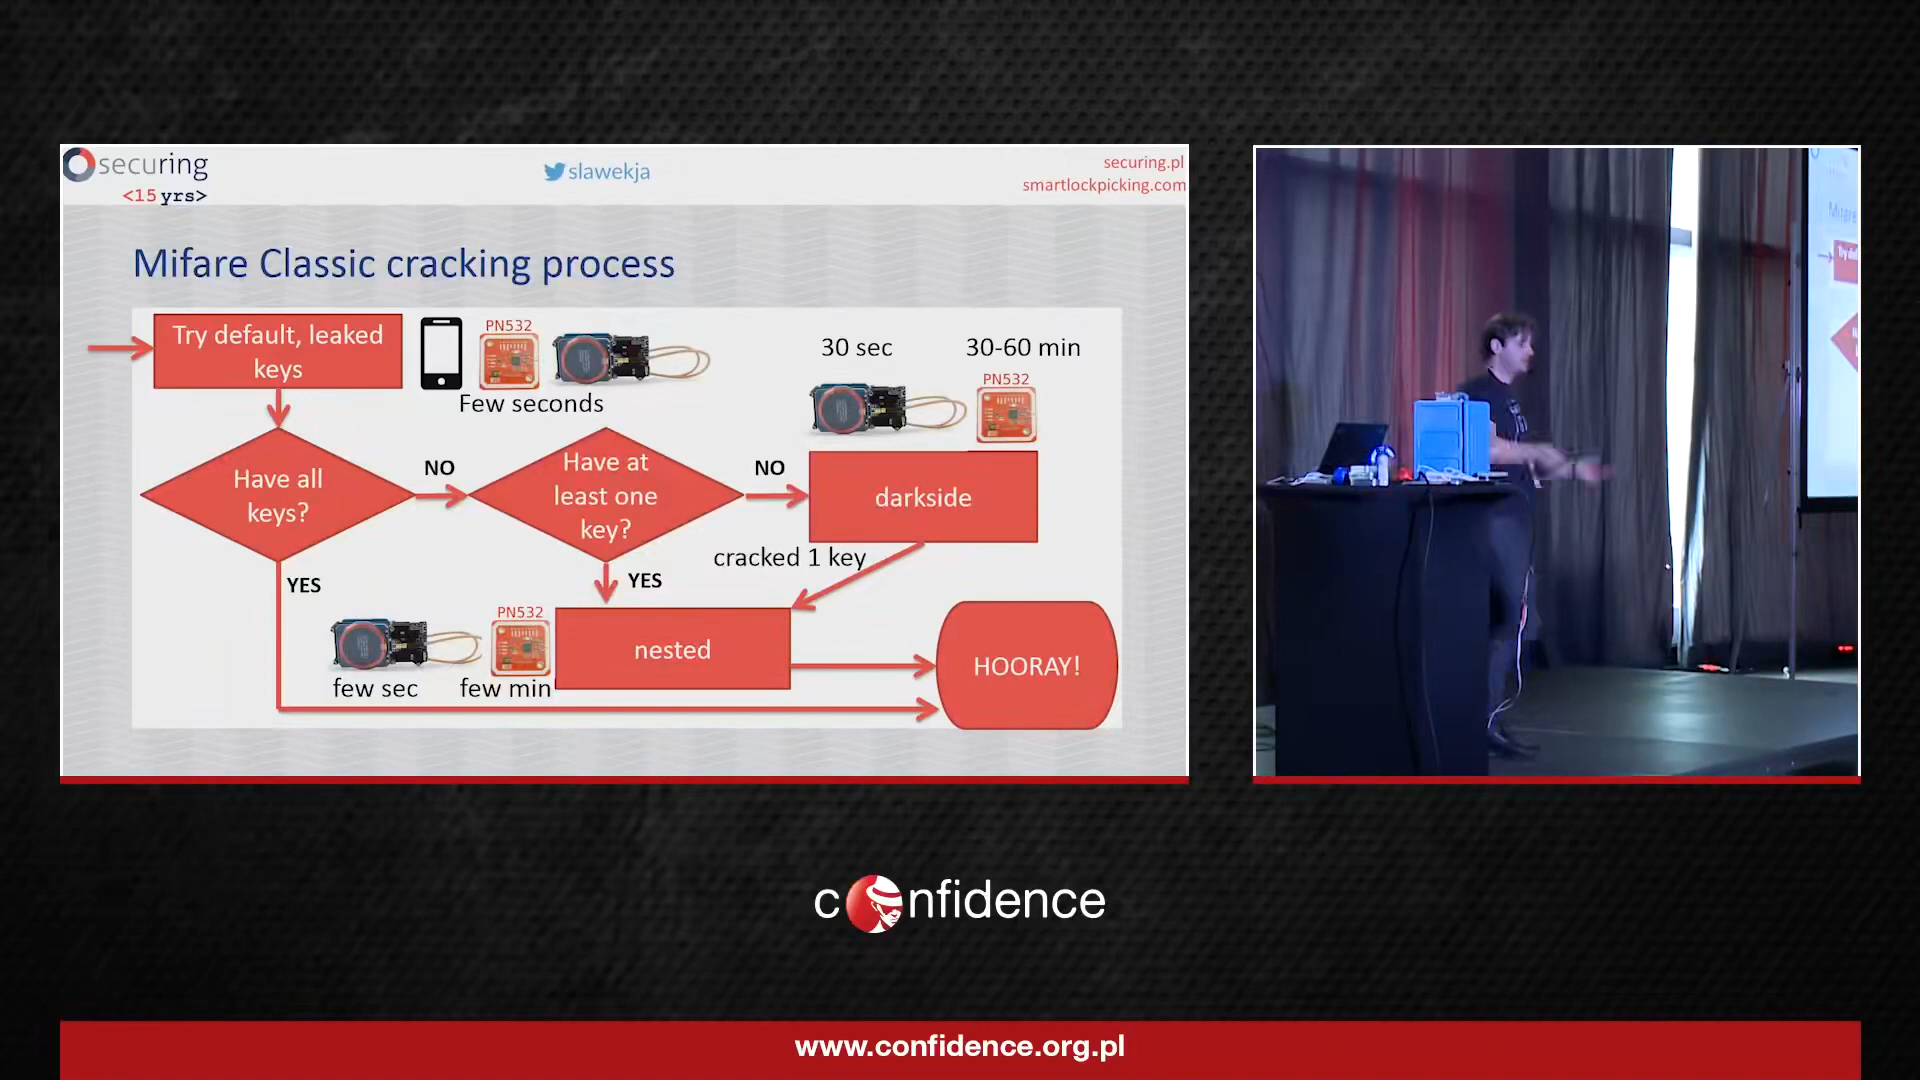 securing
<15 yrs>
slawekja
securing.pl
smartlockpicking.com
Mifare Classic cracking process
Try default, leaked
keys
PN532
Few seconds
30 sec
30-60 min
PN532
Have all
keys?
NO
Have at
least one
key?
NO
darkside
cracked 1 key
YES
YES
PN532
few sec
few min
nested
HOORAY!
confidence
www.confidence.org.pl